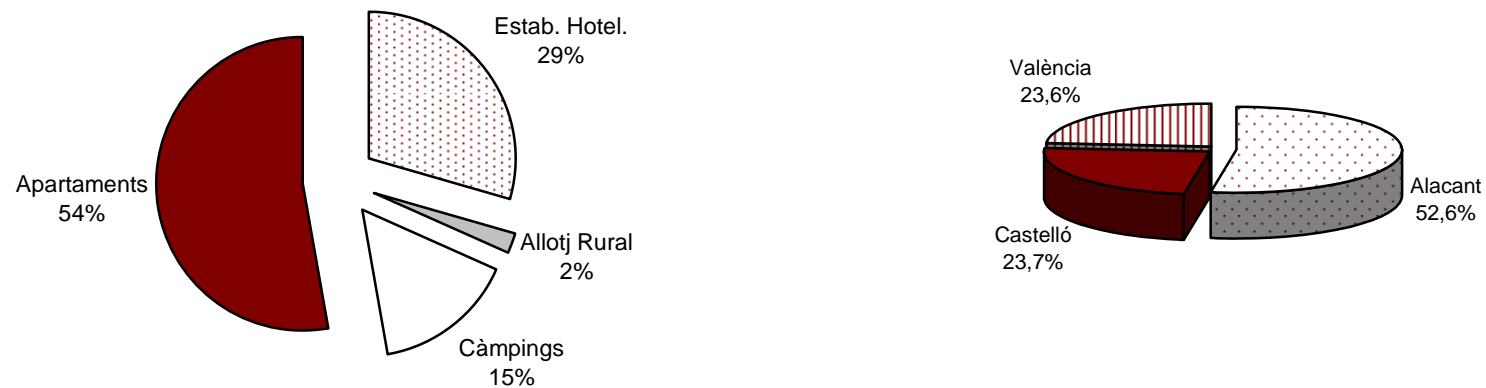 Estab. Hotel.
29%
Apartaments
54%
Allotj Rural
2%
Càmpings
15%
València
23,6%
Alacant
52,6%
Castelló
23,7%